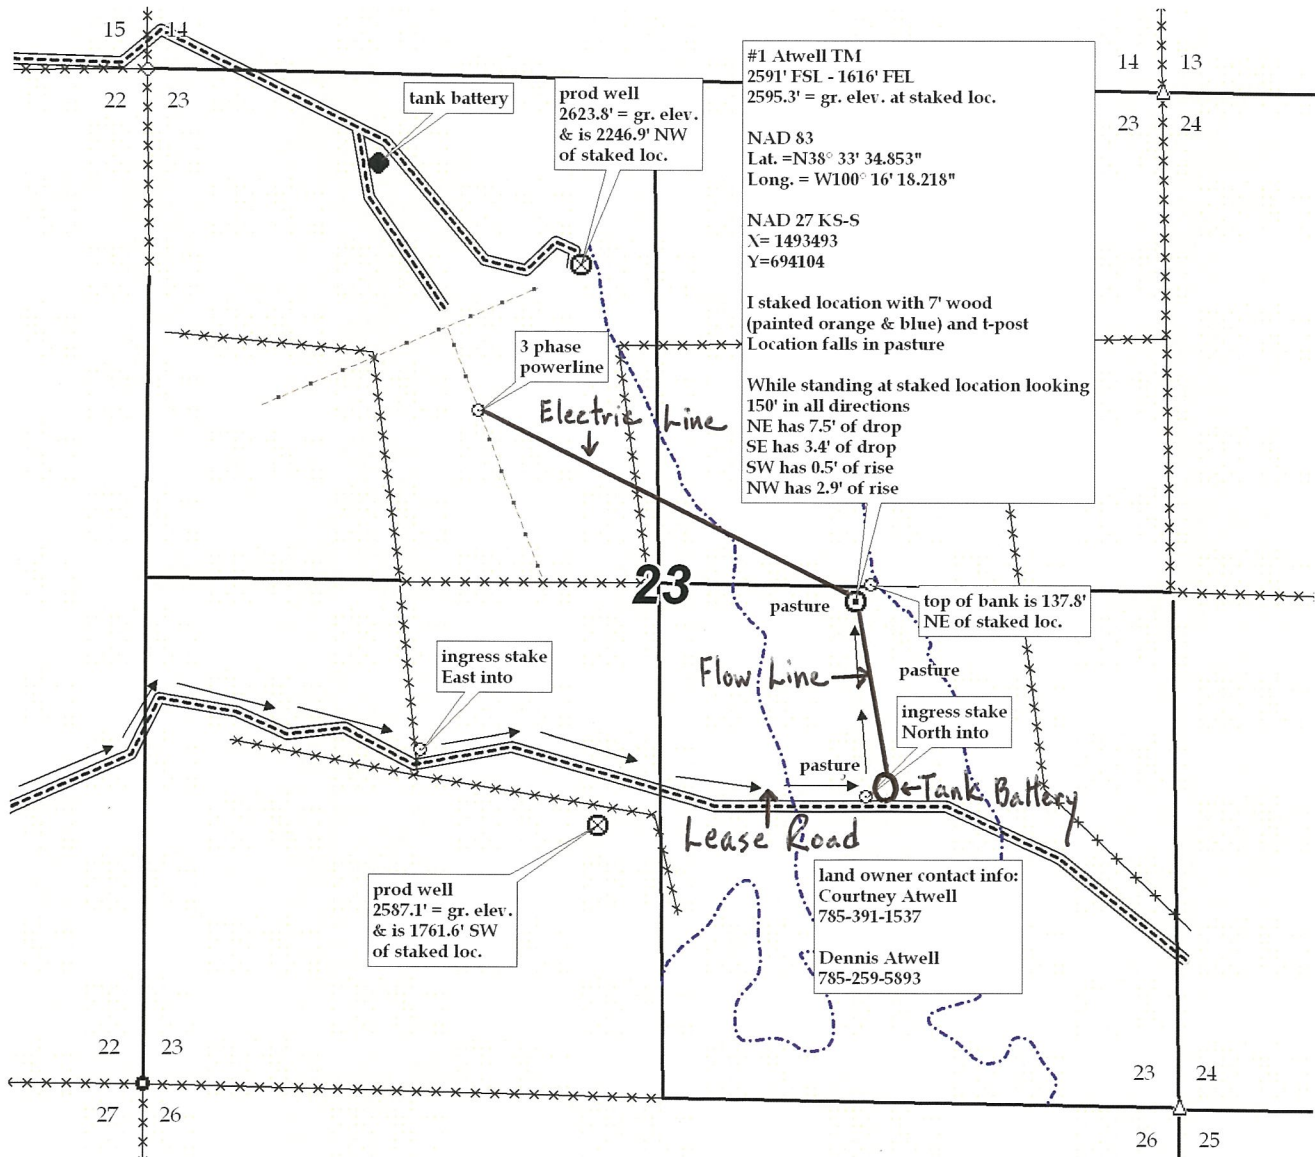 15 14
22 23
14 13
23 24
tank battery
prod well
2623.8' = gr. elev.
& is 2246.9' NW
of staked loc.
#1 Atwell TM
2591' FSL - 1616' FEL
2595.3' = gr. elev. at staked loc.
NAD 83
Lat. =N38° 33' 34.853"
Long. = W100° 16' 18.218"
NAD 27 KS-S
X= 1493493
Y=694104
I staked location with 7' wood
(painted orange & blue) and t-post
Location falls in pasture
While standing at staked location looking
150' in all directions
NE has 7.5' of drop
SE has 3.4' of drop
SW has 0.5' of rise
NW has 2.9' of rise
3 phase
powerline
Electric Line
23
pasture
top of bank is 137.8'
NE of staked loc.
ingress stake
East into
Flow Line
pasture
ingress stake
North into
pasture
Tank Battery
Lease Road
prod well
2587.1' = gr. elev.
& is 1761.6' SW
of staked loc.
land owner contact info:
Courtney Atwell
785-391-1537
Dennis Atwell
785-259-5893
22 23
27 26
23 24
26 25